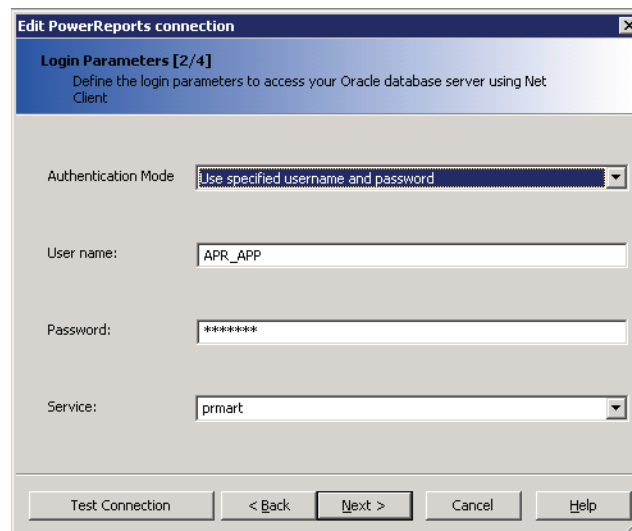 Edit PowerReports connection
Login Parameters [2/4]
Define the login parameters to access your Oracle database server using Net
Client
Authentication Mode
Use specified username and password
User name:
APR_APP
Password:
*******
Service:
prmart
Test Connection
< Back
Next >
Cancel
Help